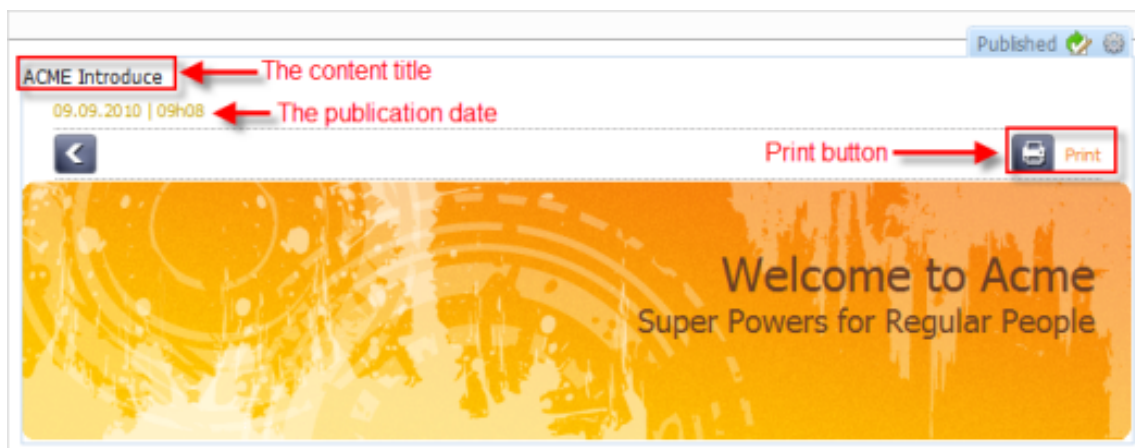 Published
ACME Introduce
The content title
09.09.2010 | 09h08
The publication date
Print button
Print
Welcome to Acme
Super Powers for Regular People